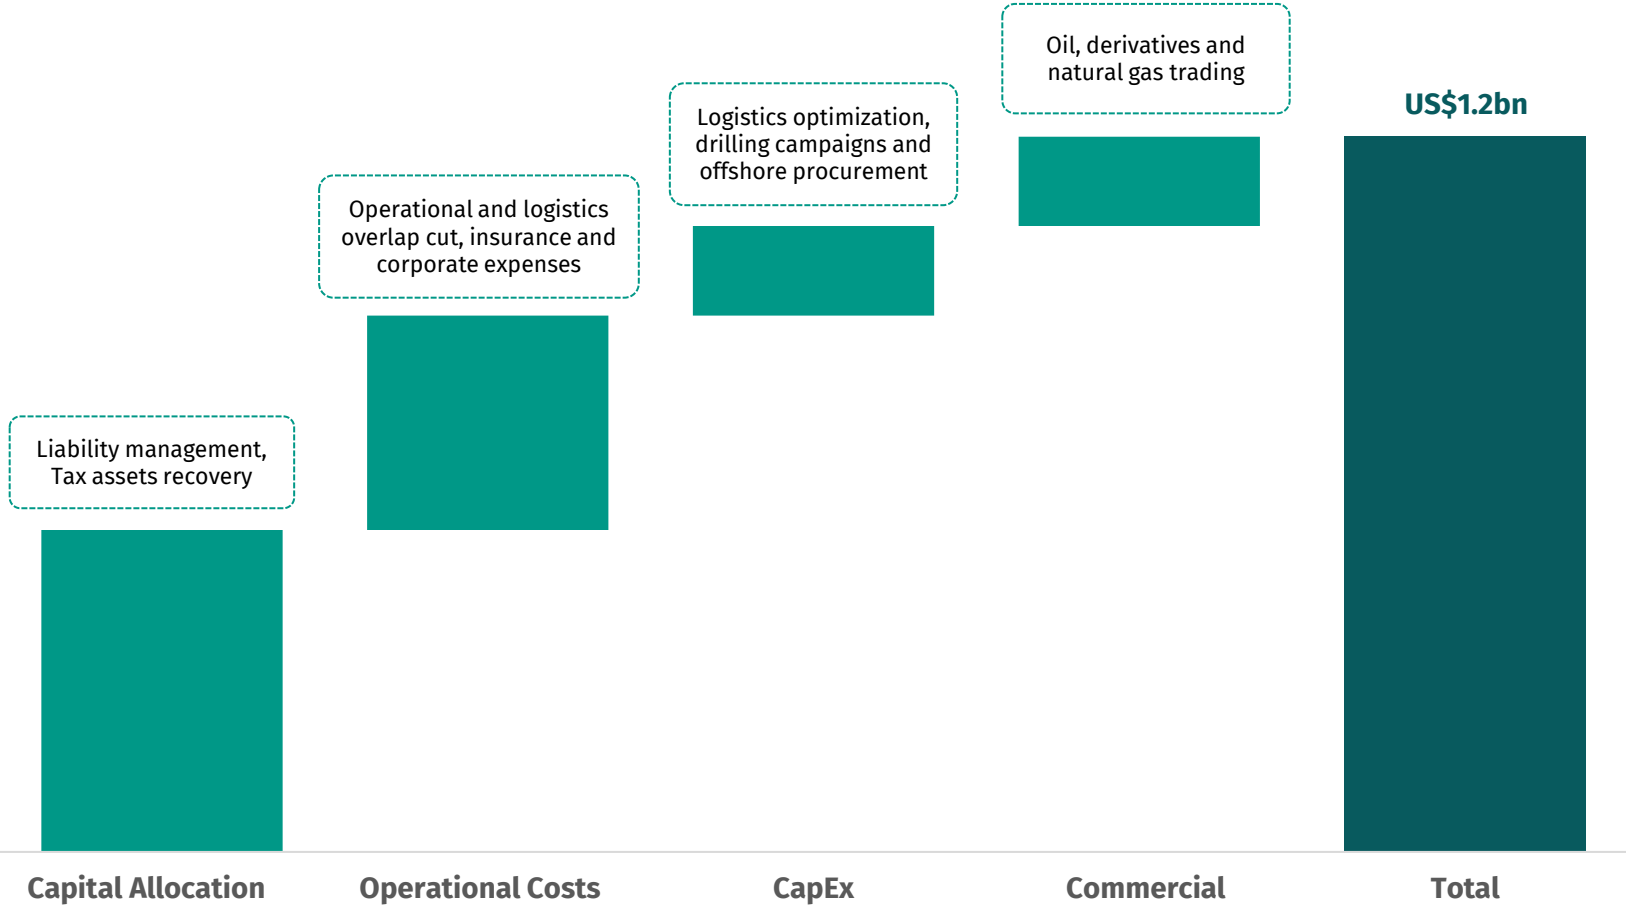 Oil, derivatives and
natural gas trading
US$1.2bn
Logistics optimization,
drilling campaigns and
offshore procurement
Operational and logistics
overlap cut, insurance and
corporate expenses
Liability management,
Tax assets recovery
Capital Allocation
Operational Costs
CapEx
Commercial
Total